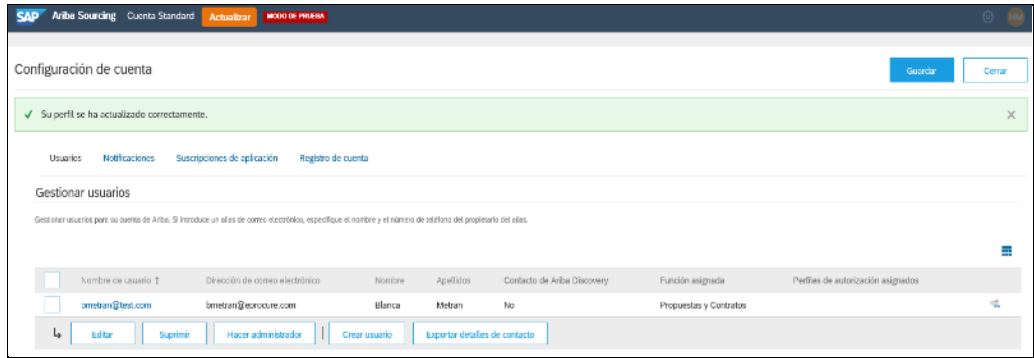 SAP Ariba Sourcing Cuenta Standard Actualizar MODO DE PRUEBA
Configuración de cuenta Guardar Cerrar
✓ Su perfil se ha actualizado correctamente. ×
Usuarios Notificaciones Suscripciones de aplicación Registro de cuenta
Gestionar usuarios
Gestionar usuarios para su cuenta de Ariba. Si introduce un alias de correo electrónico, especifique el nombre y el número de teléfono del propietario del alias.
Nombre de usuario ↑ Dirección de correo electrónico Nombre Apellidos Contacto de Ariba Discovery Función asignada Perfiles de autorización asignados
bmetran@test.com bmetran@eprocure.com Blanca Metran No Propuestas y Contratos
Editar Suprimir Hacer administrador Crear usuario Exportar detalles de contacto